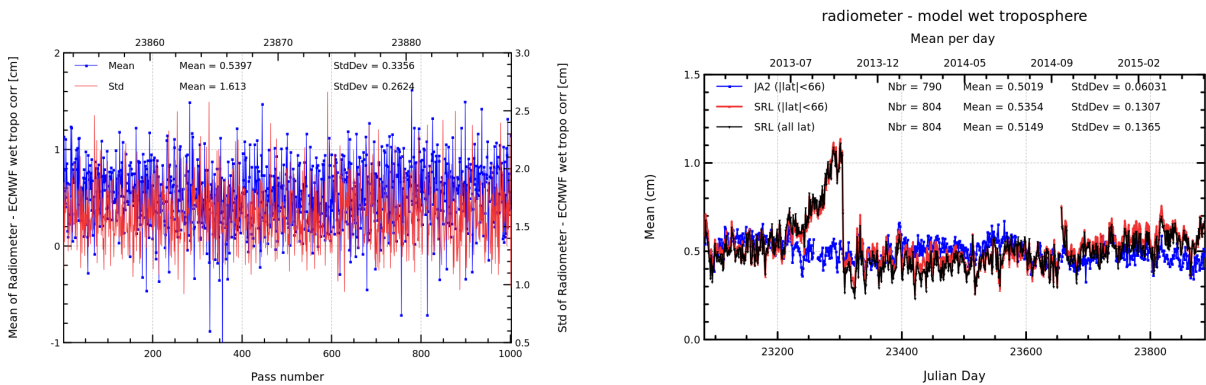 23860 23870 23880
2 3.0
Mean Mean = 0.5397 StdDev = 0.3356
Std Mean = 1.613 StdDev = 0.2624
2.5
1 2.0
1.5
0
1.0
-1 0.5
200 400 600 800 1000
Pass number
Mean of Radiometer - ECMWF wet tropo corr [cm]
Std of Radiometer - ECMWF wet tropo corr [cm]
radiometer - model wet troposphere
Mean per day
2013-07 2013-12 2014-05 2014-09 2015-02
1.5
JA2 (|lat|<66) Nbr = 790 Mean = 0.5019 StdDev = 0.06031
SRL (|lat|<66) Nbr = 804 Mean = 0.5354 StdDev = 0.1307
SRL (all lat) Nbr = 804 Mean = 0.5149 StdDev = 0.1365
1.0
0.5
0.0
23200 23400 23600 23800
Julian Day
Mean (cm)